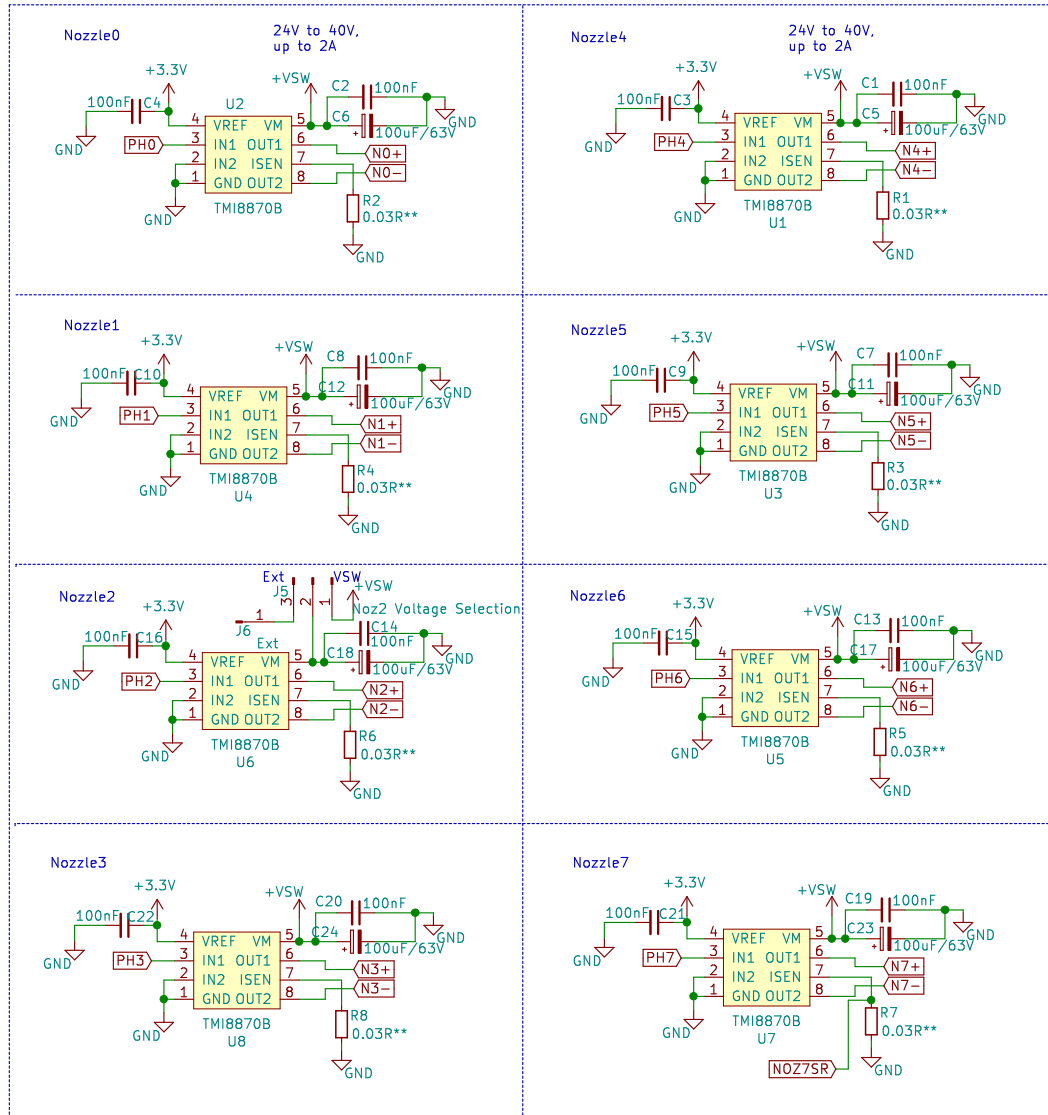 Nozzle0
24V to 40V,
up to 2A
+3.3V
+VSW
C2
100nF
100nF
C4
U2
C6
100uF/63V
GND
GND
PH0
4 VREF VM 5
3 IN1 OUT1 6
2 IN2 ISEN 7
1 GND OUT2 8
N0+
N0-
TMI8870B
GND
R2
0.03R**
GND
Nozzle4
24V to 40V,
up to 2A
+3.3V
+VSW
C1
100nF
100nF
C3
C5
100uF/63V
GND
GND
PH4
4 VREF VM 5
3 IN1 OUT1 6
2 IN2 ISEN 7
1 GND OUT2 8
N4+
N4-
TMI8870B
U1
GND
R1
0.03R**
GND
Nozzle1
+3.3V
+VSW
C8
100nF
100nF
C10
C12
100uF/63V
GND
GND
PH1
4 VREF VM 5
3 IN1 OUT1 6
2 IN2 ISEN 7
1 GND OUT2 8
N1+
N1-
TMI8870B
U4
GND
R4
0.03R**
GND
Nozzle5
+3.3V
+VSW
C7
100nF
100nF
C9
C11
100uF/63V
GND
GND
PH5
4 VREF VM 5
3 IN1 OUT1 6
2 IN2 ISEN 7
1 GND OUT2 8
N5+
N5-
TMI8870B
U3
GND
R3
0.03R**
GND
Nozzle2
Ext
VSW
J5
3
2
1
+VSW
Noz2 Voltage Selection
+3.3V
1
J6
Ext
C14
100nF
100nF
C16
C18
100uF/63V
GND
GND
PH2
4 VREF VM 5
3 IN1 OUT1 6
2 IN2 ISEN 7
1 GND OUT2 8
N2+
N2-
TMI8870B
U6
GND
R6
0.03R**
GND
Nozzle6
+3.3V
+VSW
C13
100nF
100nF
C15
C17
100uF/63V
GND
GND
PH6
4 VREF VM 5
3 IN1 OUT1 6
2 IN2 ISEN 7
1 GND OUT2 8
N6+
N6-
TMI8870B
U5
GND
R5
0.03R**
GND
Nozzle3
+3.3V
+VSW
C20
100nF
100nF
C22
C24
100uF/63V
GND
GND
PH3
4 VREF VM 5
3 IN1 OUT1 6
2 IN2 ISEN 7
1 GND OUT2 8
N3+
N3-
TMI8870B
U8
GND
R8
0.03R**
GND
Nozzle7
+3.3V
+VSW
C19
100nF
100nF
C21
C23
100uF/63V
GND
GND
PH7
4 VREF VM 5
3 IN1 OUT1 6
2 IN2 ISEN 7
1 GND OUT2 8
N7+
N7-
TMI8870B
U7
GND
R7
0.03R**
NOZ7SR
GND